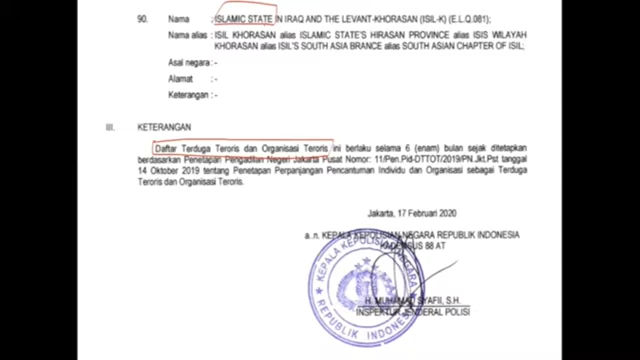 90. Nama : ISLAMIC STATE IN IRAQ AND THE LEVANT-KHORASAN (ISIL-K) (E.L.Q.081);
Nama alias : ISIL KHORASAN alias ISLAMIC STATE'S HIRASAN PROVINCE alias ISIS WILAYAH
KHORASAN alias ISIL'S SOUTH ASIA BRANCE alias SOUTH ASIAN CHAPTER OF ISIL;
Asal negara : -
Alamat : -
Keterangan : -
III. KETERANGAN
Daftar Terduga Teroris dan Organisasi Teroris ini berlaku selama 6 (enam) bulan sejak ditetapkan
berdasarkan Penetapan Pengadilan Negeri Jakarta Pusat Nomor: 11/Pen.Pid-DTTOT/2019/PN.Jkt.Pst tanggal
14 Oktober 2019 tentang Penetapan Perpanjangan Pencantuman Individu dan Organisasi sebagai Terduga
Teroris dan Organisasi Teroris.
Jakarta, 17 Februari 2020
a.n. KEPALA KEPOLISIAN NEGARA REPUBLIK INDONESIA
KADENSUS 88 AT
KEPALA KEPOLISIAN NEGARA
REPUBLIK INDONESIA
H. MUHAMAD SYAFII, S.H.
INSPEKTUR JENDERAL POLISI